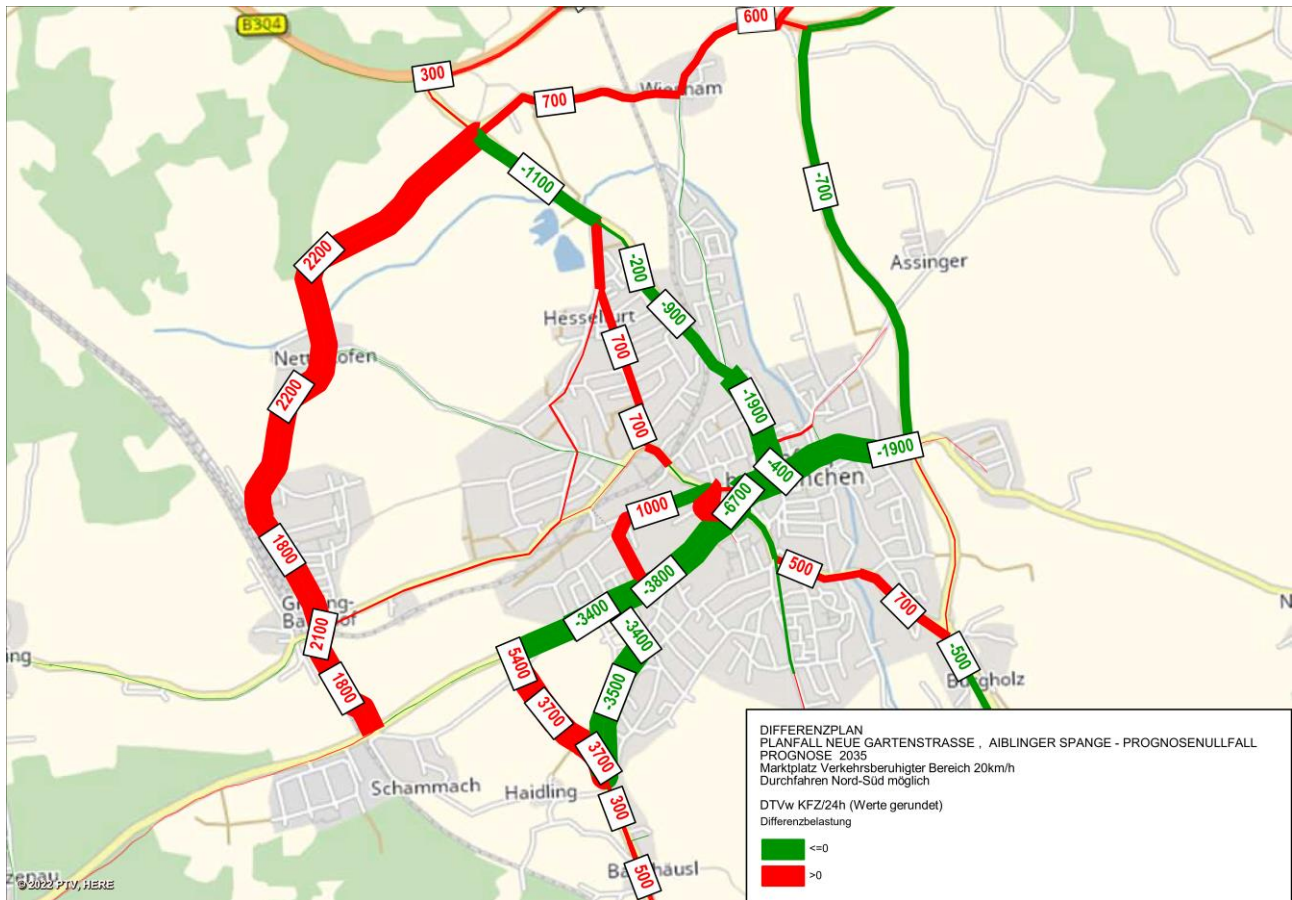 B304
600
300
Wiesham
700
-1100
-700
Assinger
2200
-200
Hesselfurt
-900
700
Nettelkofen
2200
-1900
700
-1900
-400
-6700
1000
1800
500
-3800
-3400
700
2100
-3400
-500
5400
1800
-3500
3700
3700
Schammach
Haidling
300
500
DIFFERENZPLAN
PLANFALL NEUE GARTENSTRASSE , AIBLINGER SPANGE - PROGNOSENULLFALL
PROGNOSE 2035
Marktplatz Verkehrsberuhigter Bereich 20km/h
Durchfahren Nord-Süd möglich
DTVw KFZ/24h (Werte gerundet)
Differenzbelastung
<=0
>0
© 2022 PTV, HERE